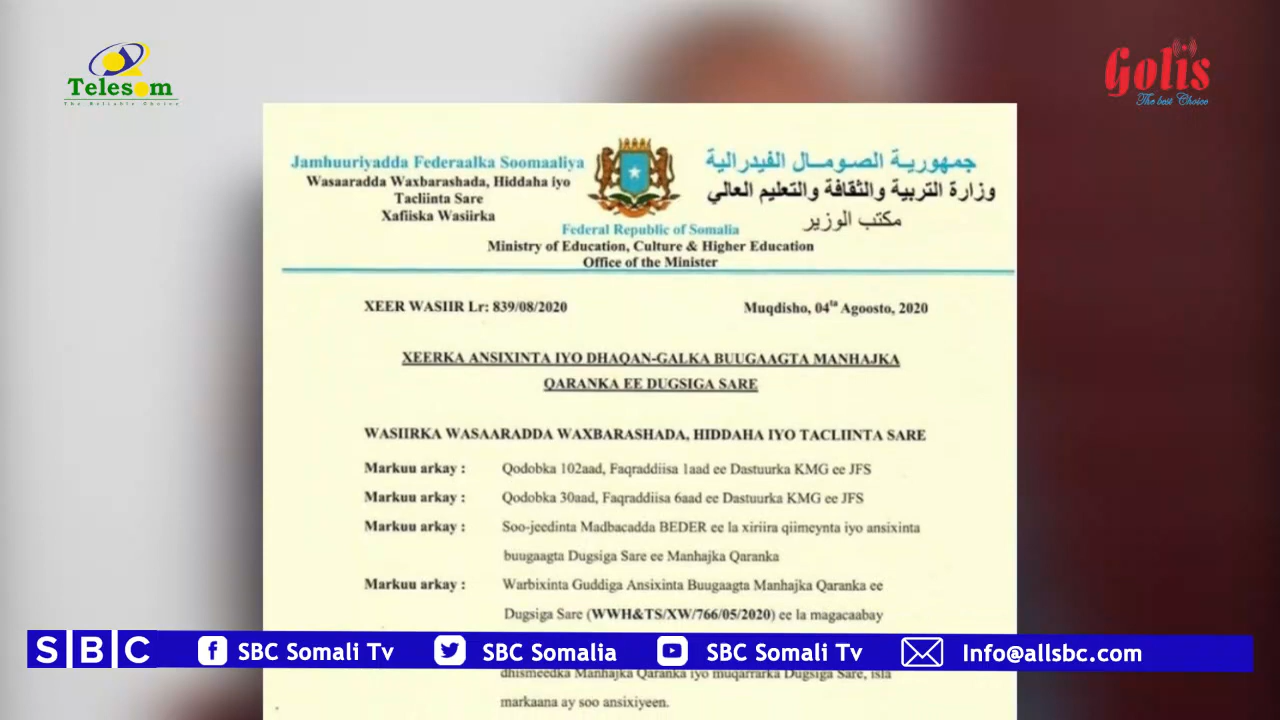 Telesom
The Reliable Choice
Golis
The best Choice
Jamhuuriyadda Federaalka Soomaaliya
Wasaaradda Waxbarashada, Hiddaha iyo
Tacliinta Sare
Xafiiska Wasiirka
جمهورية الصومال الفيدرالية
وزارة التربية والثقافة والتعليم العالي
مكتب الوزير
Federal Republic of Somalia
Ministry of Education, Culture & Higher Education
Office of the Minister
XEER WASIIR Lr: 839/08/2020
Muqdisho, 04ta Agoosto, 2020
XEERKA ANSIXINTA IYO DHAQAN-GALKA BUUGAAGTA MANHAJKA
QARANKA EE DUGSIGA SARE
WASIIRKA WASAARADDA WAXBARASHADA, HIDDAHA IYO TACLIINTA SARE
Markuu arkay : Qodobka 102aad, Faqraddiisa 1aad ee Dastuurka KMG ee JFS
Markuu arkay : Qodobka 30aad, Faqraddiisa 6aad ee Dastuurka KMG ee JFS
Markuu arkay : Soo-jeedinta Madbacadda BEDER ee la xiriira qiimeynta iyo ansixinta
buugaagta Dugsiga Sare ee Manhajka Qaranka
Markuu arkay : Warbixinta Guddiga Ansixinta Buugaagta Manhajka Qaranka ee
Dugsiga Sare (WWH&TS/XW/766/05/2020) ee la magacaabay
SBC
SBC Somali Tv
SBC Somalia
SBC Somali Tv
Info@allsbc.com
dhismeedka Manhajka Qaranka iyo muqarrarka Dugsiga Sare, isla
markaana ay soo ansixiyeen.